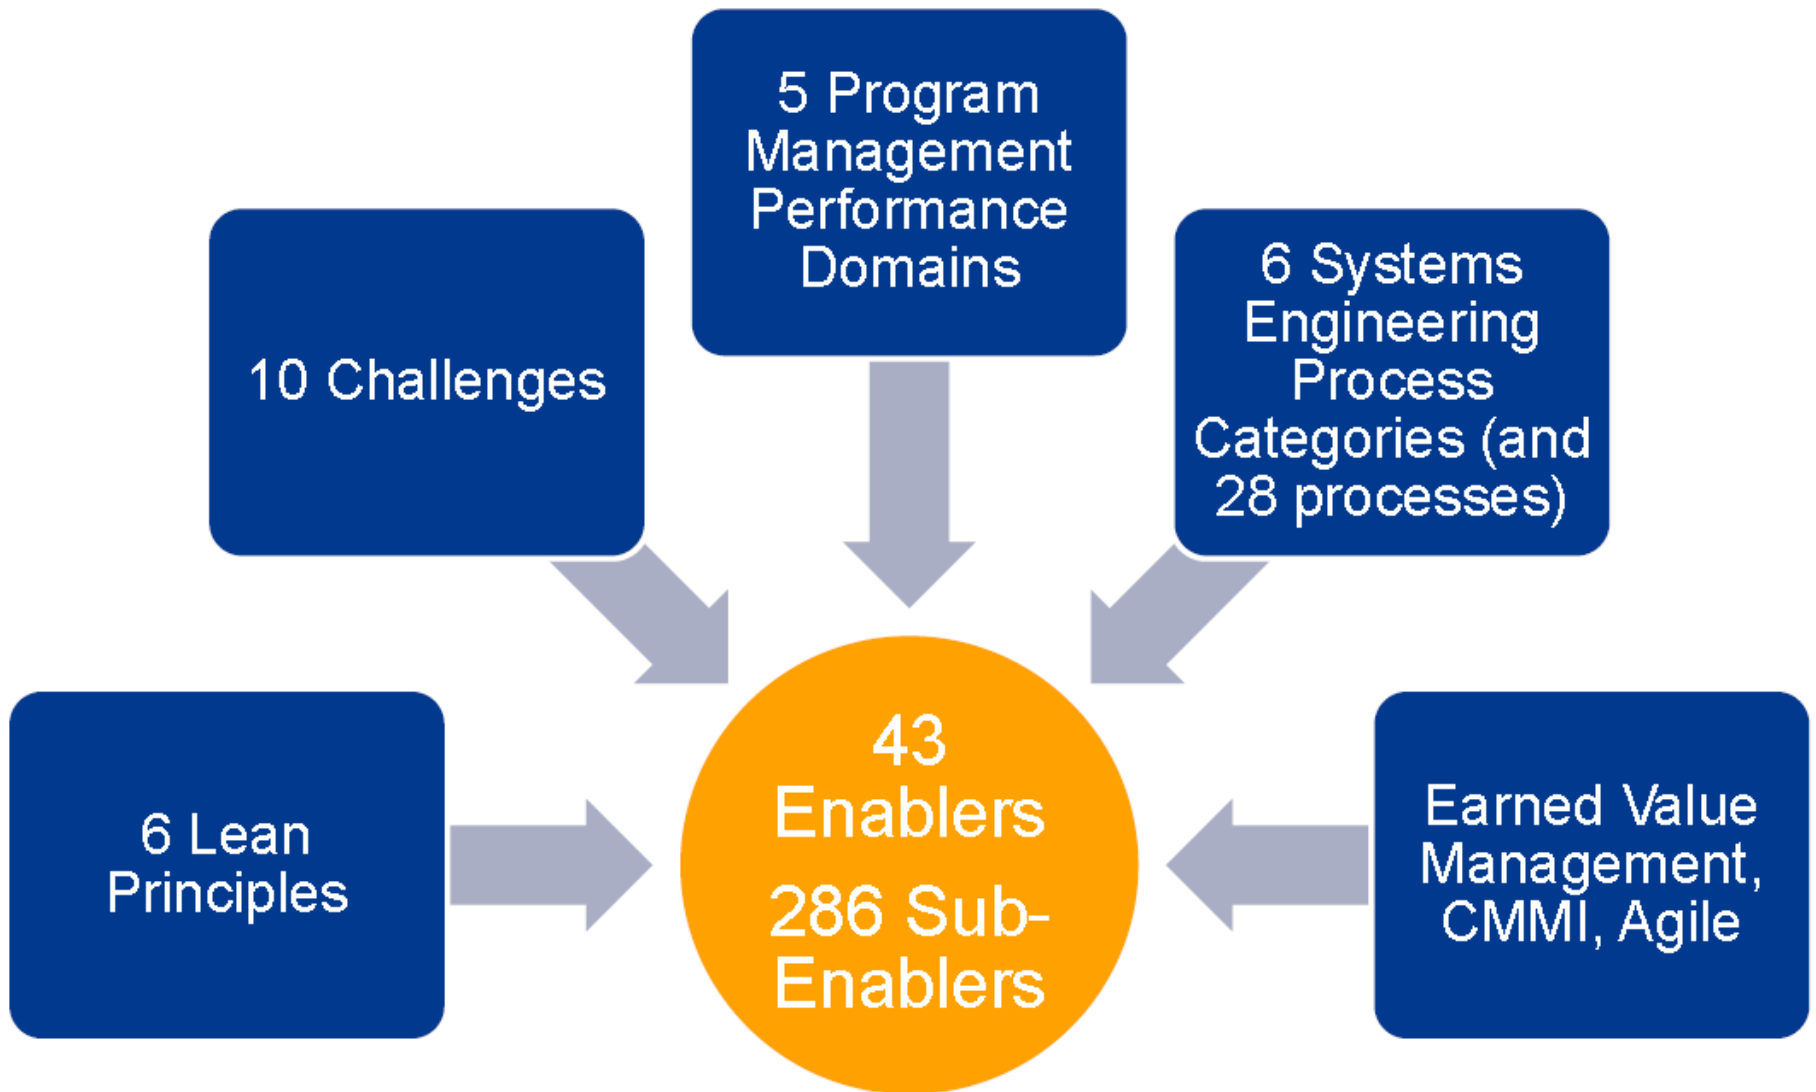 5 Program
Management
Performance
Domains
10 Challenges
6 Systems
Engineering
Process
Categories (and
28 processes)
6 Lean
Principles
43
Enablers
286 Sub-
Enablers
Earned Value
Management,
CMMI, Agile